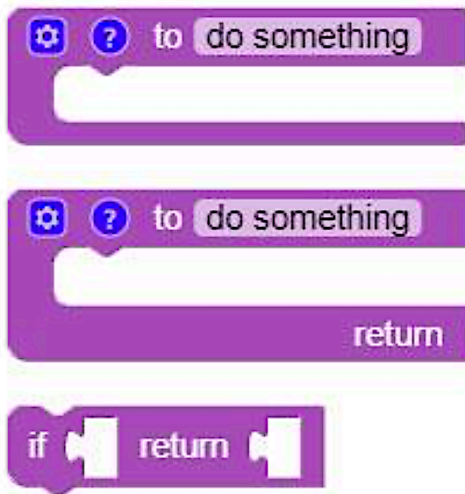 ? to do something
? to do something
return
if return